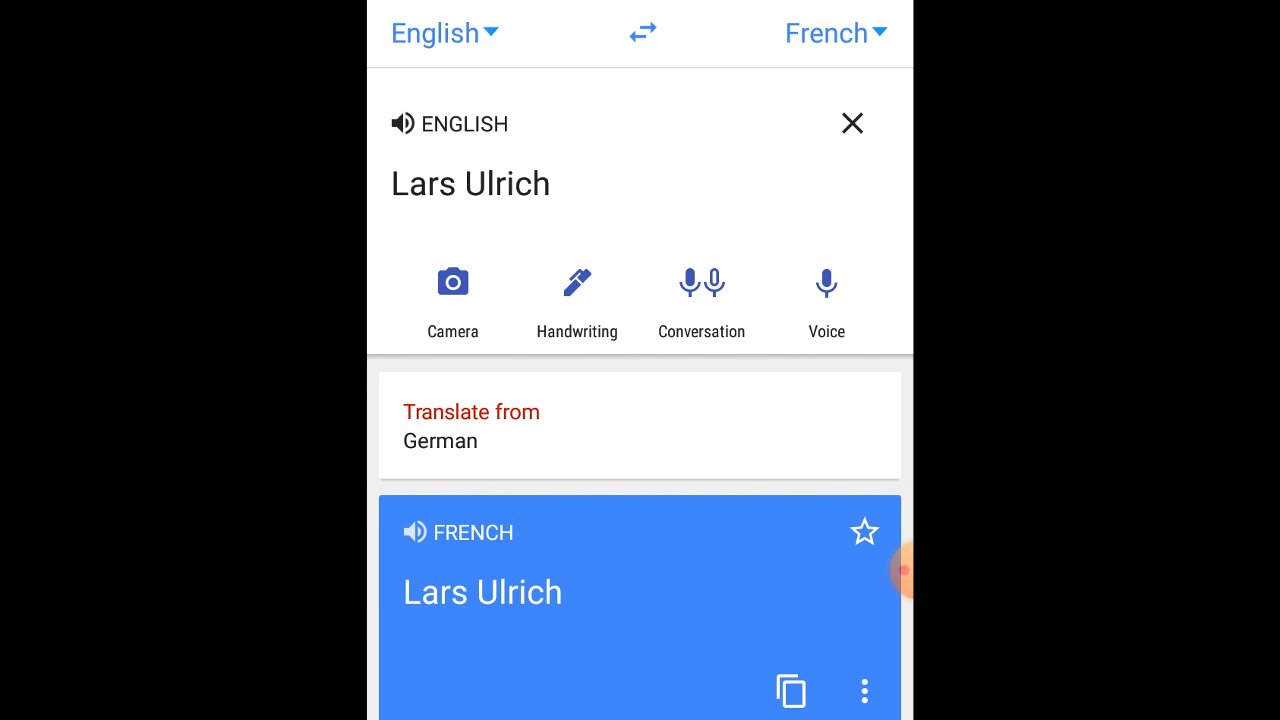 English French
ENGLISH
Lars Ulrich
Camera Handwriting Conversation Voice
Translate from
German
FRENCH
Lars Ulrich